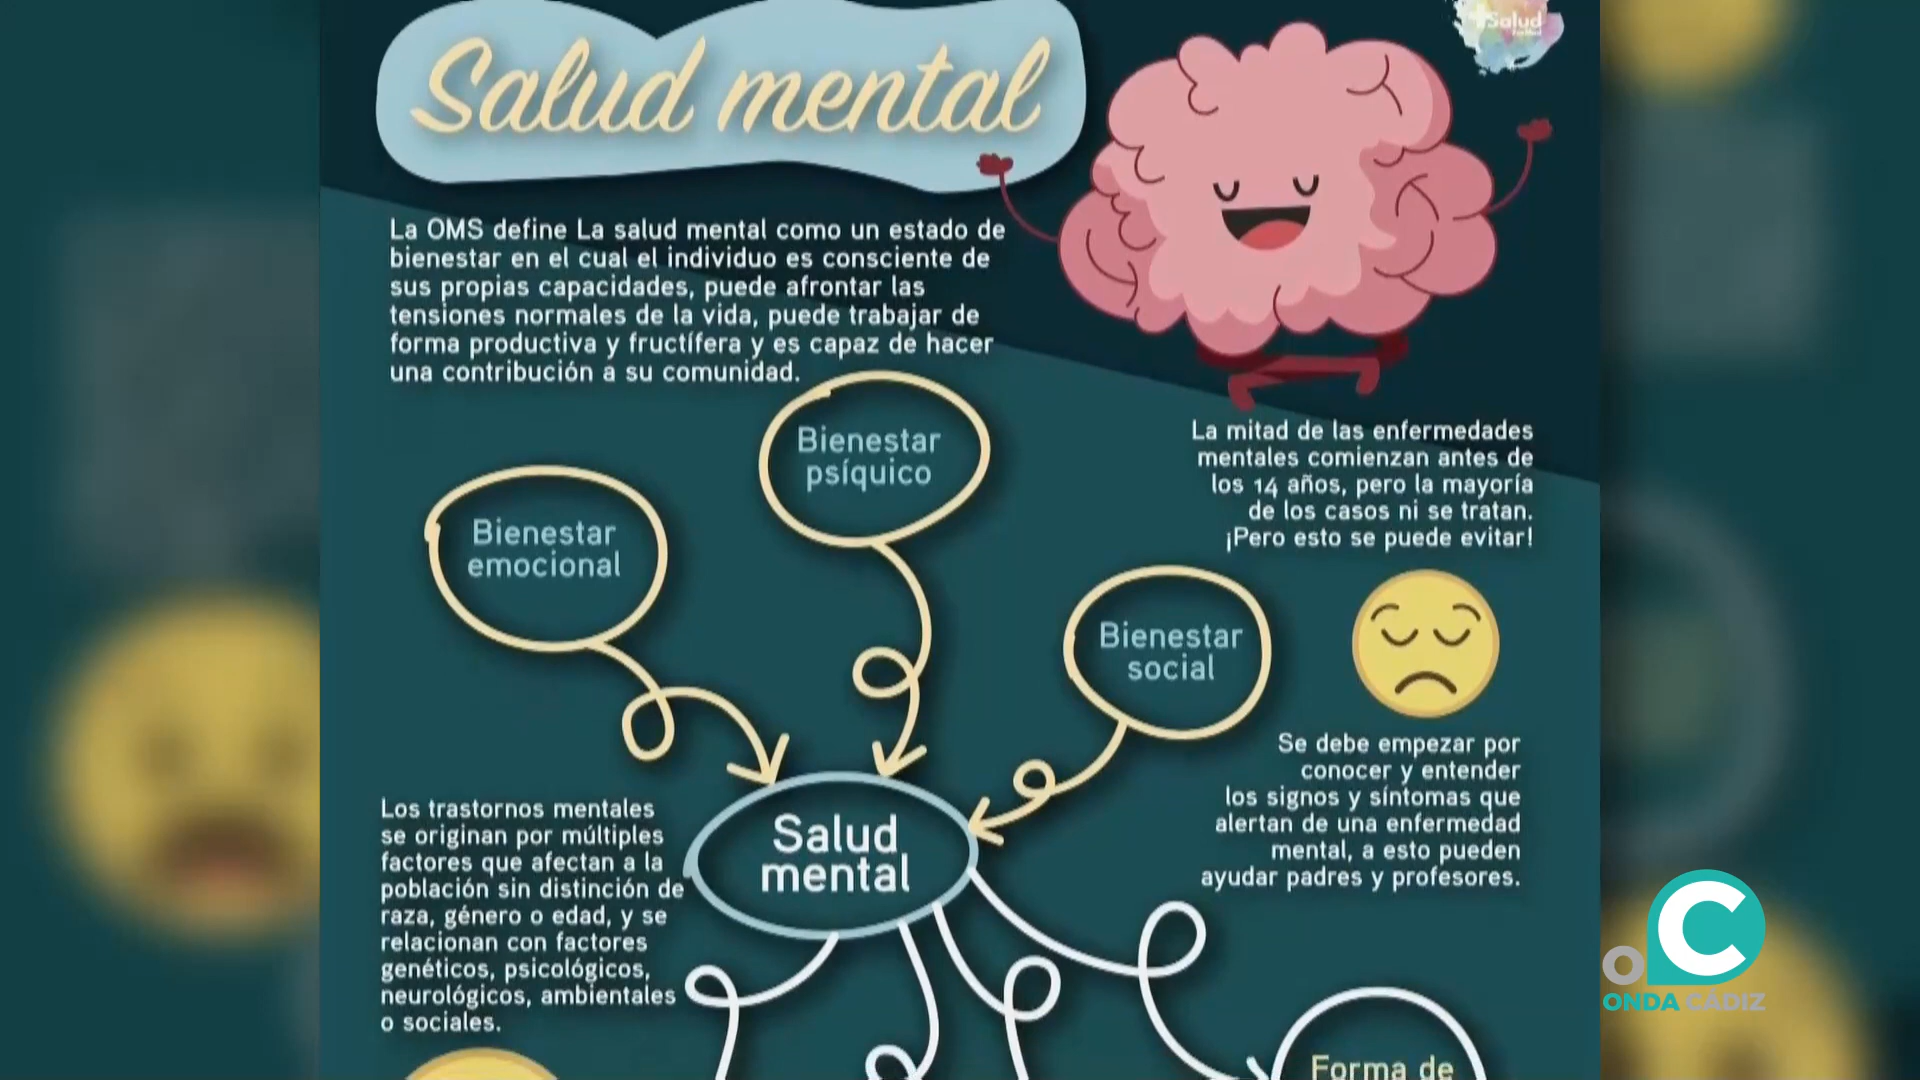 Salud mental
+Salud
La OMS define La salud mental como un estado de
bienestar en el cual el individuo es consciente de
sus propias capacidades, puede afrontar las
tensiones normales de la vida, puede trabajar de
forma productiva y fructífera y es capaz de hacer
una contribución a su comunidad.
Bienestar
psíquico
La mitad de las enfermedades
mentales comienzan antes de
los 14 años, pero la mayoría
de los casos ni se tratan.
¡Pero esto se puede evitar!
Bienestar
emocional
Bienestar
social
Se debe empezar por
conocer y entender
los signos y síntomas que
alertan de una enfermedad
mental, a esto pueden
ayudar padres y profesores.
Los trastornos mentales
se originan por múltiples
factores que afectan a la
población sin distinción de
raza, género o edad, y se
relacionan con factores
genéticos, psicológicos,
neurológicos, ambientales
o sociales.
Salud
mental
Forma de
OC
ONDA CÁDIZ